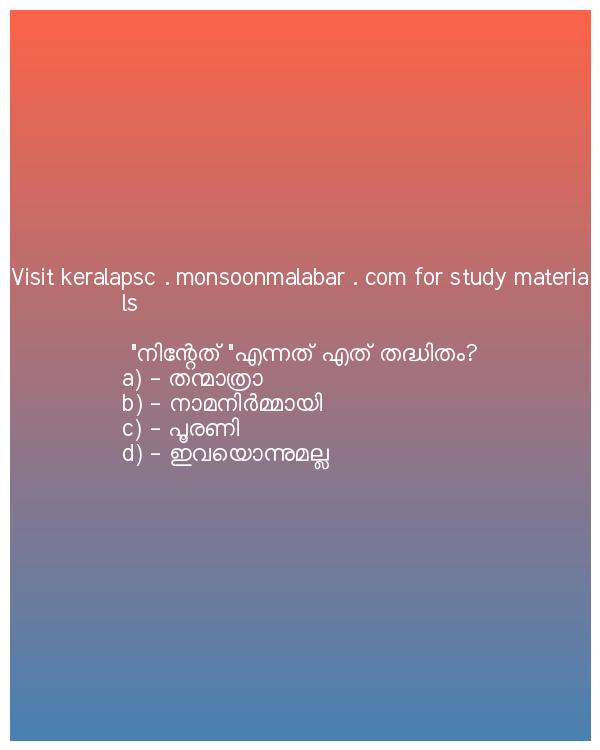 Visit keralapsc . monsoonmalabar . com for study materia
ls
"നിന്റേത് "എന്നത് എത് തദ്ധിതം?
a) - തന്മാത്രാ
b) - നാമനിർമ്മായി
c) - പൂരണി
d) - ഇവയൊന്നുമല്ല